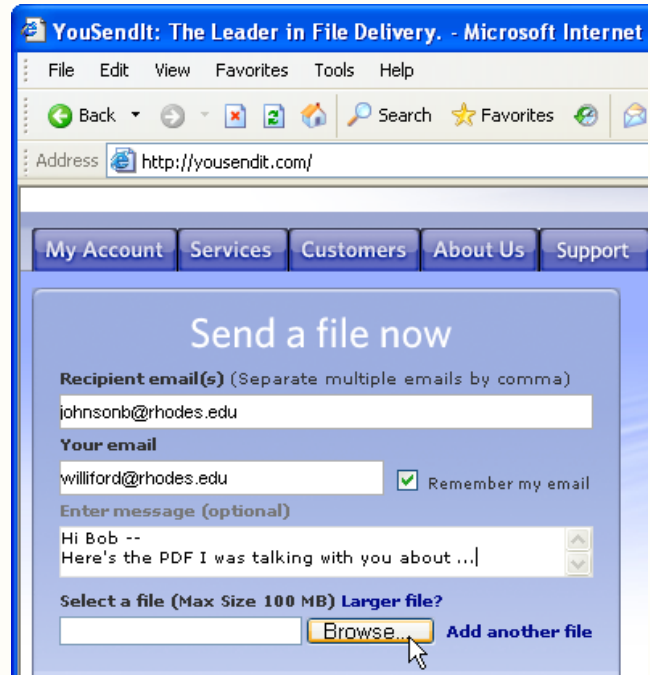 YouSendIt: The Leader in File Delivery. - Microsoft Internet
File Edit View Favorites Tools Help
Back Search Favorites
Address http://yousendit.com/
My Account Services Customers About Us Support
Send a file now
Recipient email(s) (Separate multiple emails by comma)
johnsonb@rhodes.edu
Your email
williford@rhodes.edu Remember my email
Enter message (optional)
Hi Bob --
Here's the PDF I was talking with you about ...
Select a file (Max Size 100 MB) Larger file?
Browse... Add another file